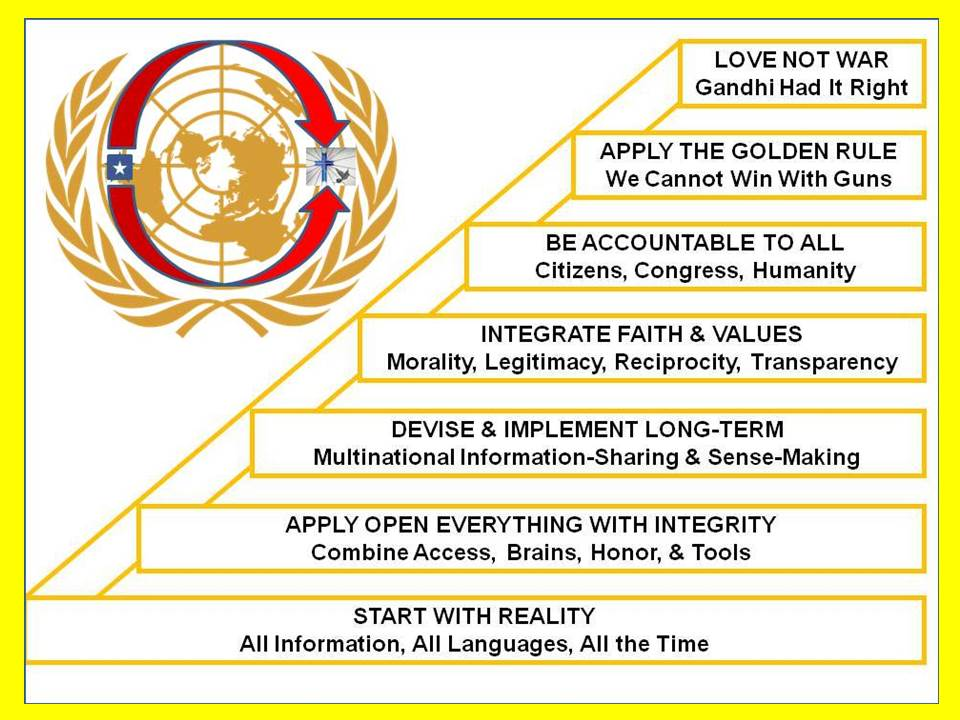 LOVE NOT WAR
Gandhi Had It Right
APPLY THE GOLDEN RULE
We Cannot Win With Guns
BE ACCOUNTABLE TO ALL
Citizens, Congress, Humanity
INTEGRATE FAITH & VALUES
Morality, Legitimacy, Reciprocity, Transparency
DEVISE & IMPLEMENT LONG-TERM
Multinational Information-Sharing & Sense-Making
APPLY OPEN EVERYTHING WITH INTEGRITY
Combine Access, Brains, Honor, & Tools
START WITH REALITY
All Information, All Languages, All the Time